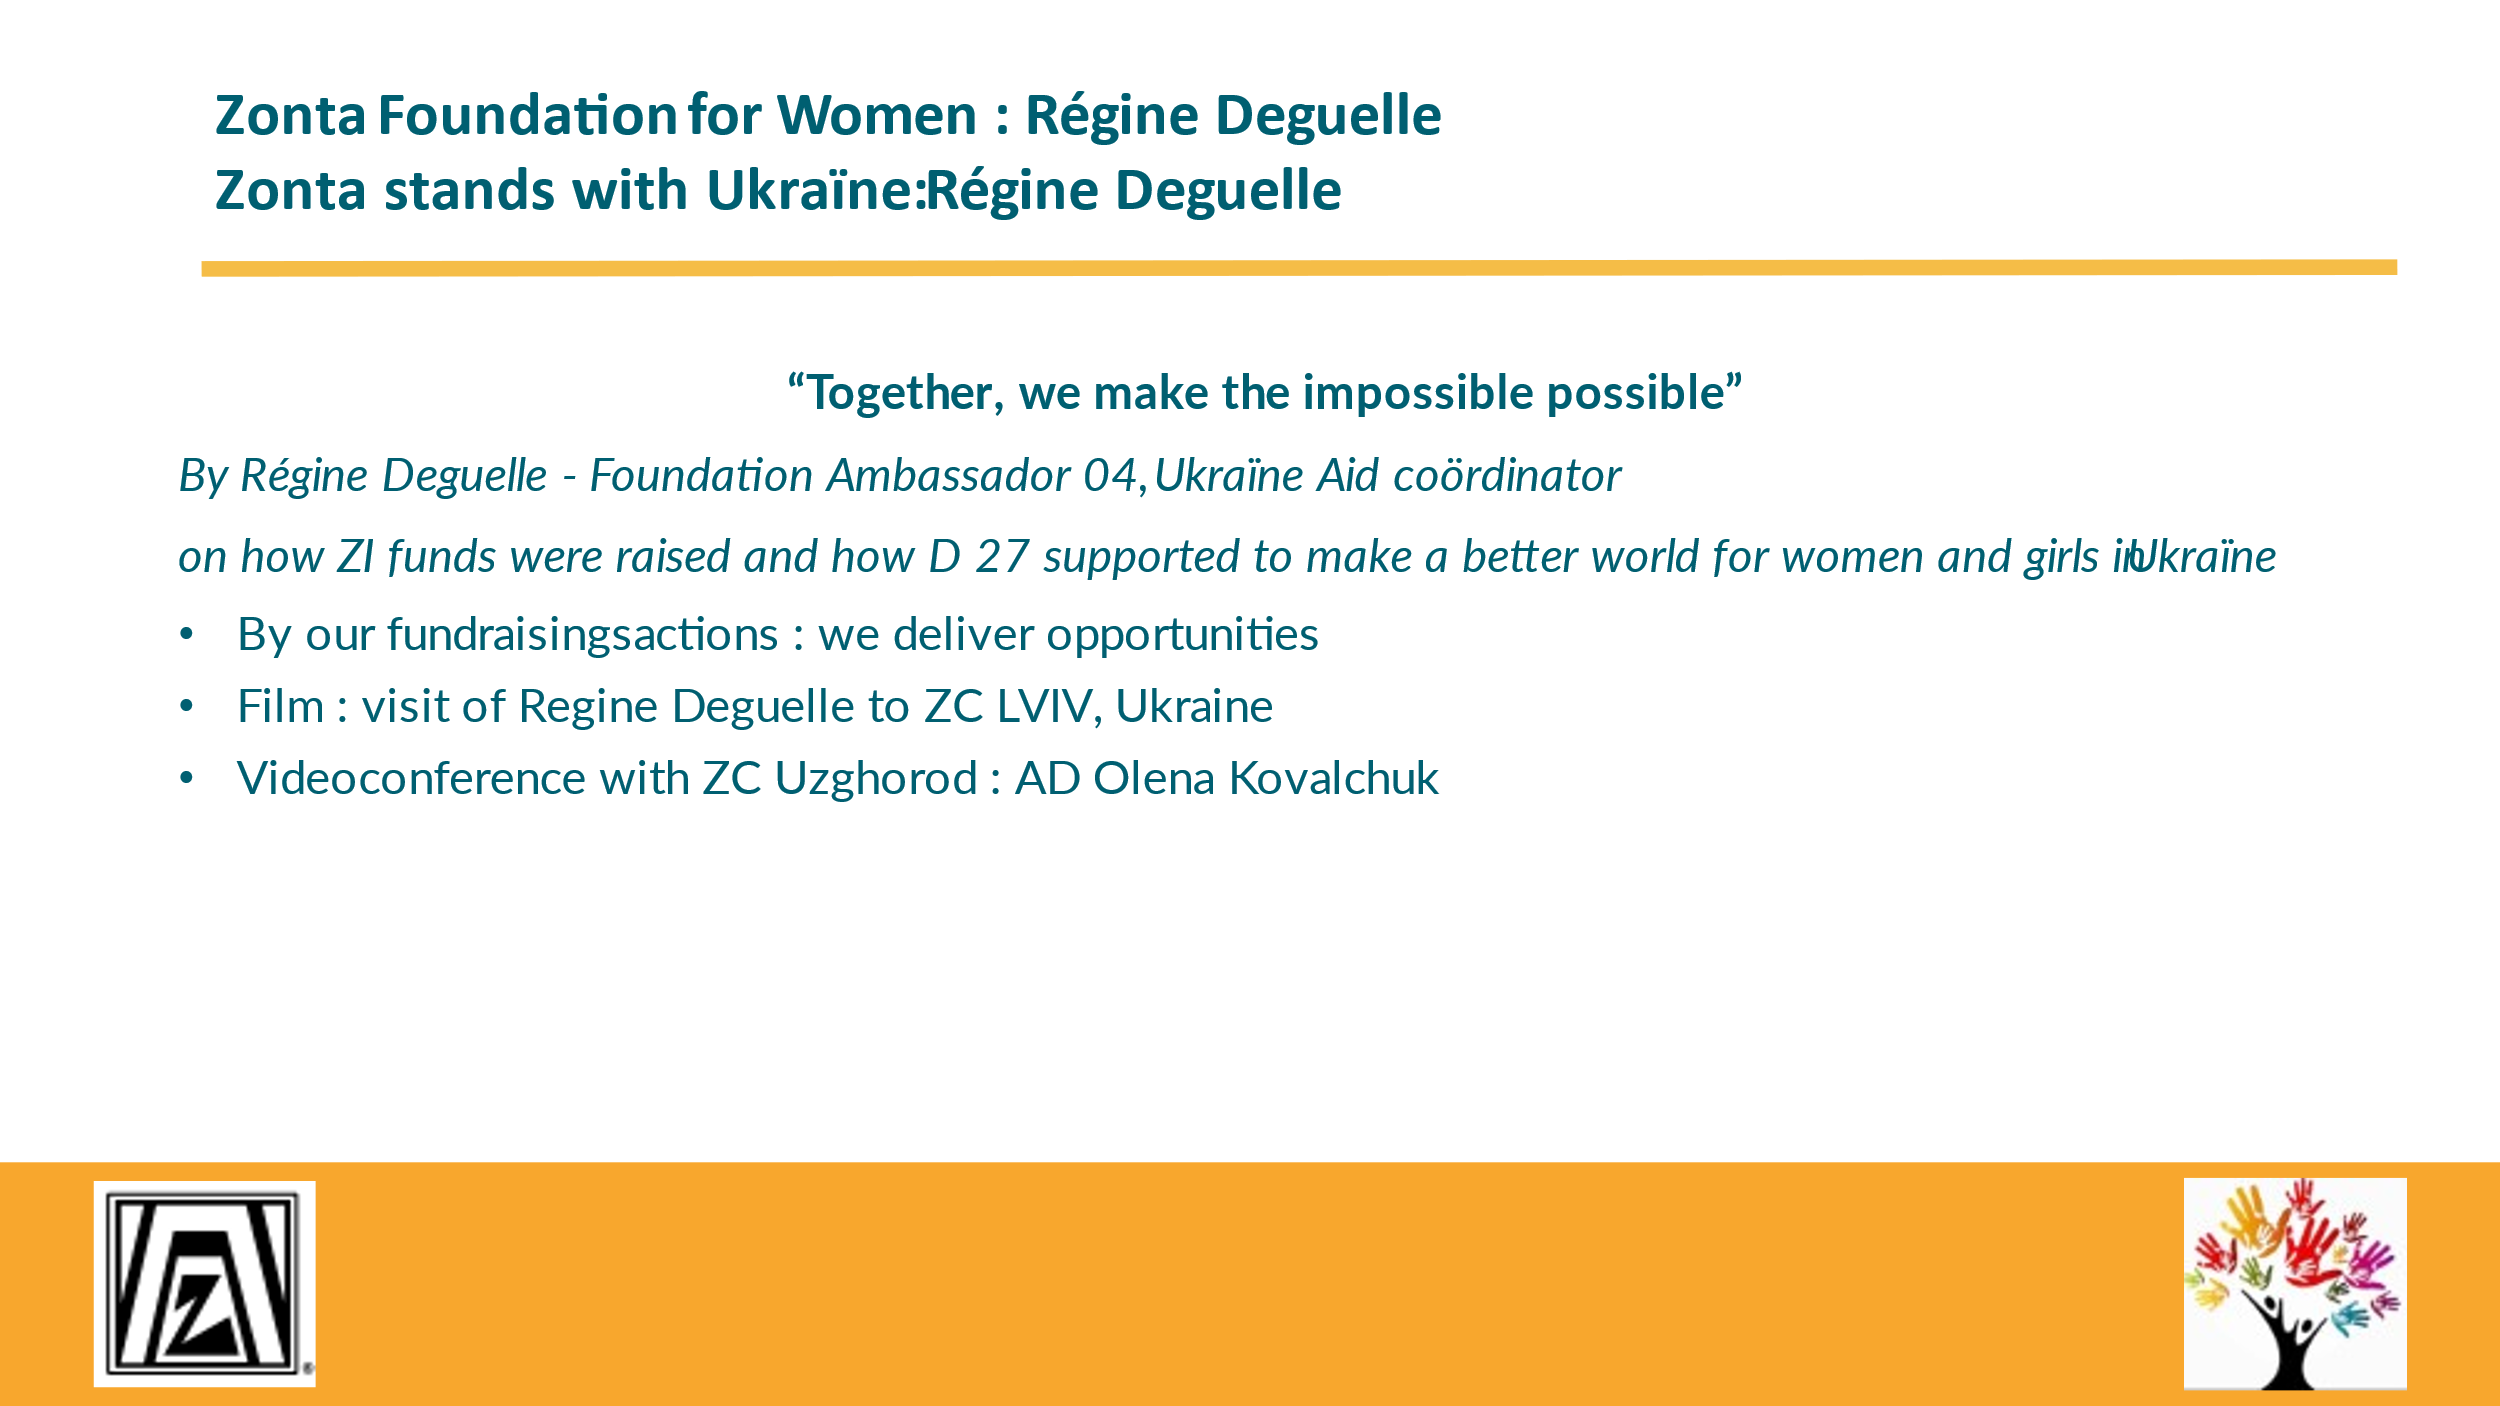 Zonta Foundation for Women : Régine Deguelle
Zonta stands with Ukraïne:Régine Deguelle
“Together, we make the impossible possible”
By Régine Deguelle - Foundation Ambassador 04, Ukraïne Aid coördinator
on how ZI funds were raised and how D 27 supported to make a better world for women and girls in Ukraïne
• By our fundraisingsactions : we deliver opportunities
• Film : visit of Regine Deguelle to ZC LVIV, Ukraine
• Videoconference with ZC Uzghorod : AD Olena Kovalchuk